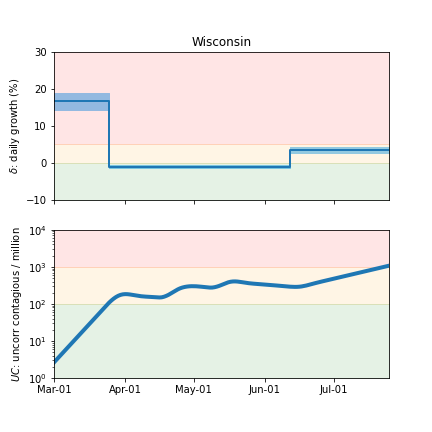 Wisconsin
30
20
10
0
−10
δ: daily growth (%)
10⁴
10³
10²
10¹
10⁰
UC: uncorr contagious / million
Mar-01 Apr-01 May-01 Jun-01 Jul-01